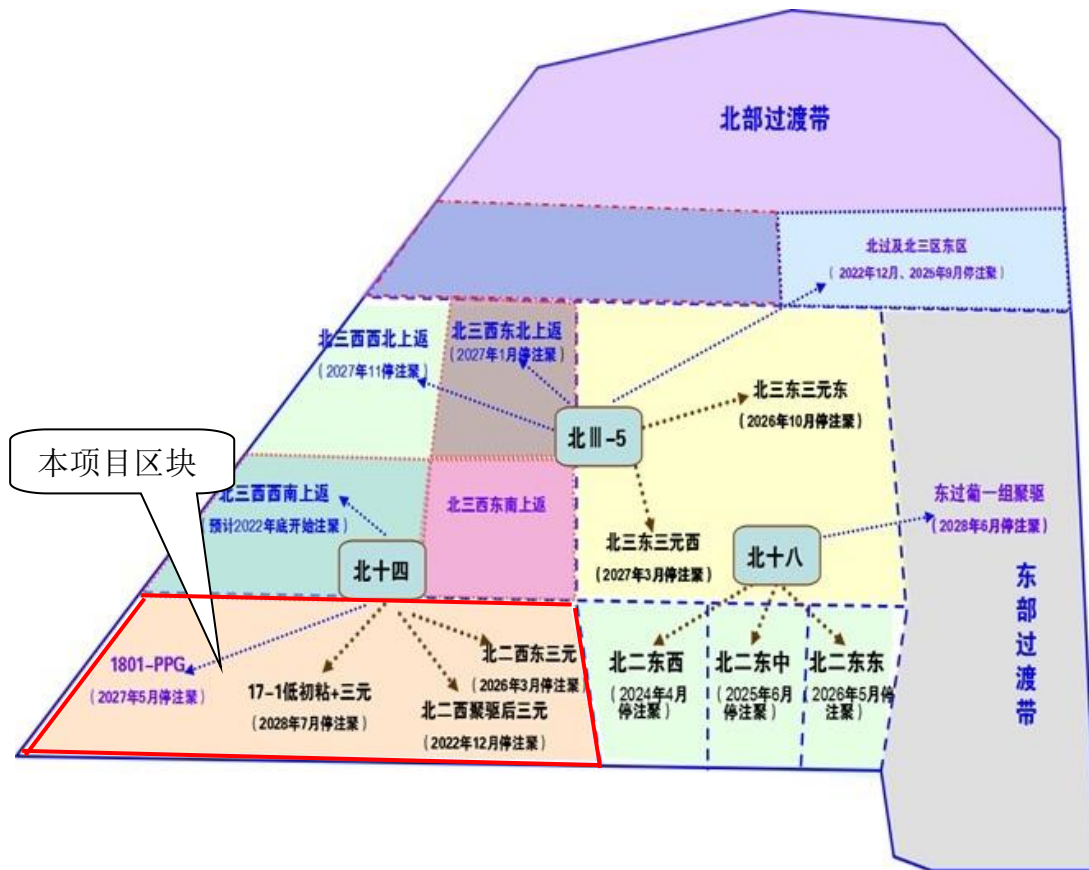 北部过渡带
北过及北三区东区
(2022年12月、2025年9月停注聚)
北三西西北上返
(2027年11停注聚)
北三西东北上返
(2027年1月停注聚)
北三东三元东
(2026年10月停注聚)
北Ⅲ-5
本项目区块
北三西西南上返
(预计2022年底开始注聚)
北三西东南上返
东过葡一组聚驱
(2028年6月停注聚)
北三东三元西
(2027年3月停注聚)
北十八
北十四
东部过渡带
1801-PPG
(2027年5月停注聚)
17-1低初粘+三元
(2028年7月停注聚)
北二西东三元
(2026年3月停注聚)
北二西聚驱后三元
(2022年12月停注聚)
北二东西
(2024年4月
停注聚)
北二东中
(2025年6月
停注聚)
北二东东
(2026年5月停
注聚)